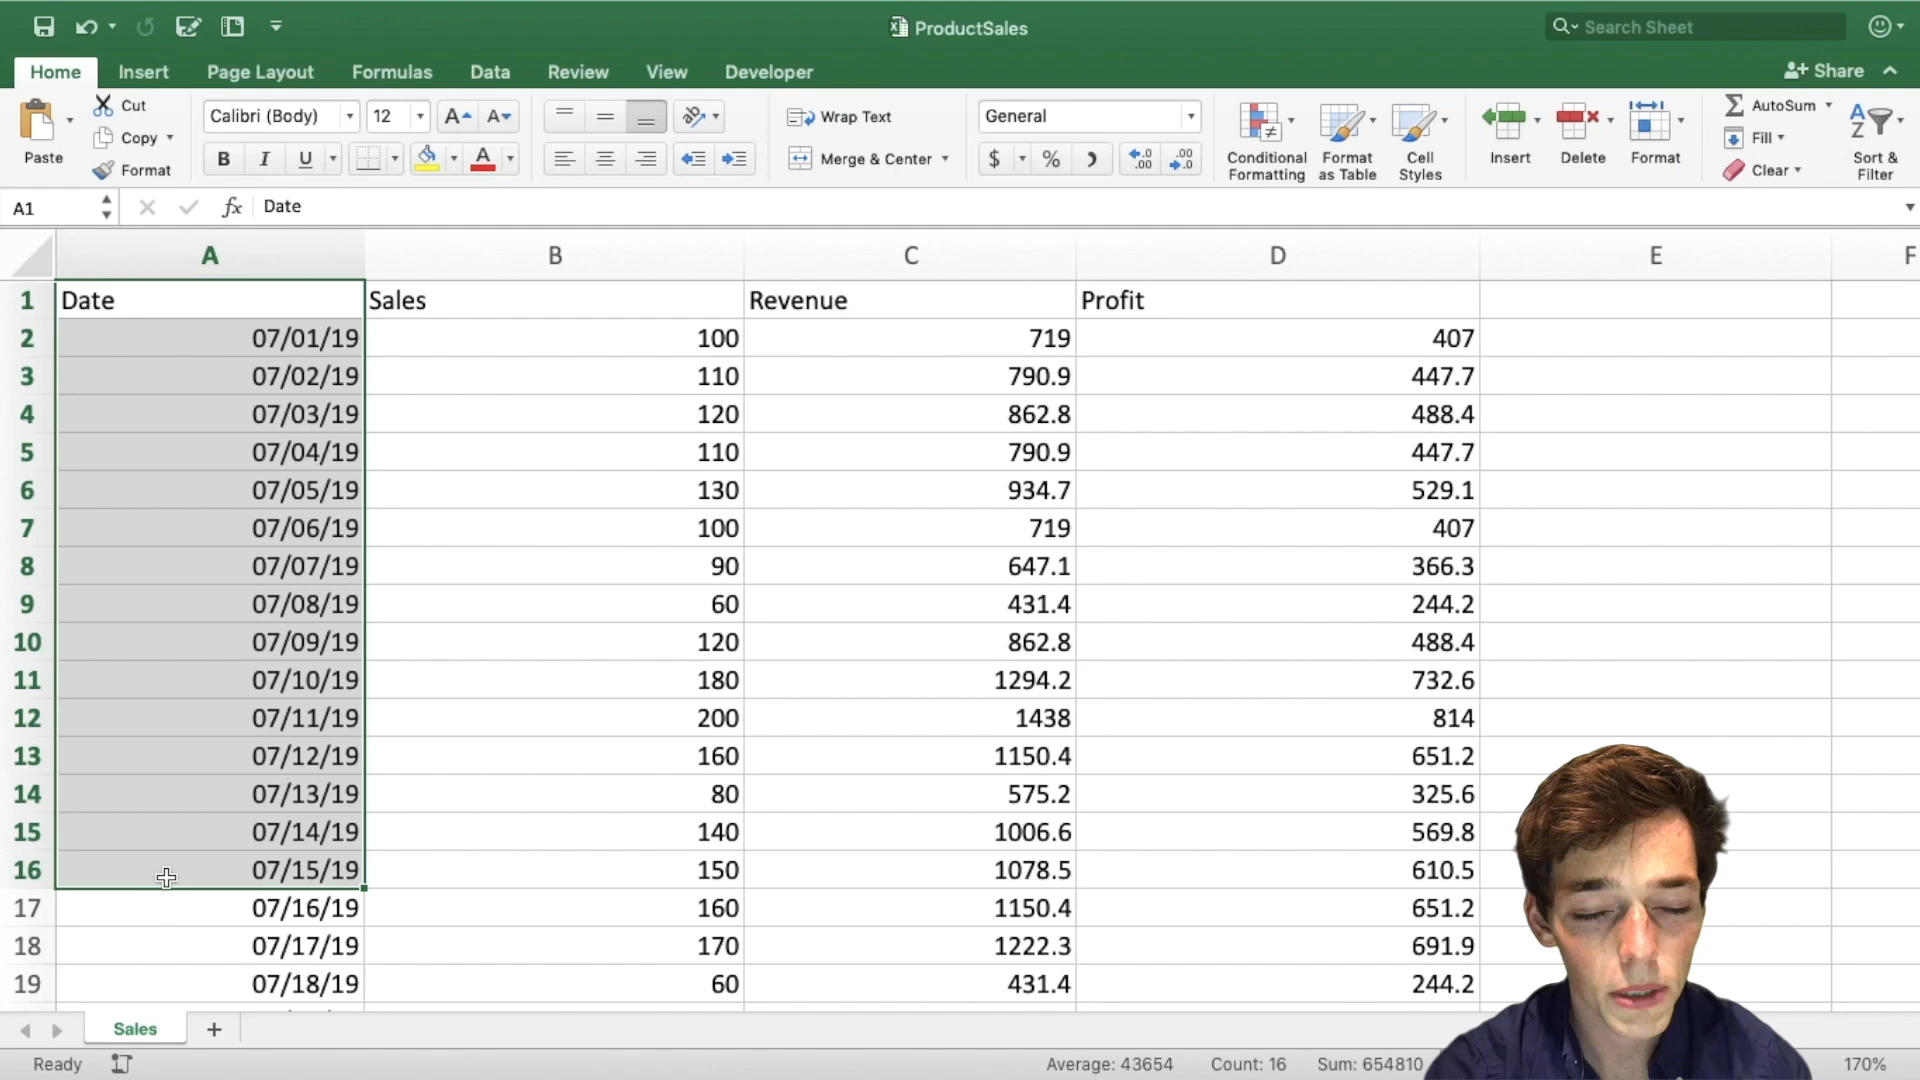 ProductSales
Search Sheet
Home Insert Page Layout Formulas Data Review View Developer
Share
Paste
Cut
Copy
Format
Calibri (Body) 12 A A
B I U A
Wrap Text
Merge & Center
General
$ % .0 .00 .00 .0
Conditional Formatting
Format as Table
Cell Styles
Insert
Delete
Format
AutoSum
Fill
Clear
A Z
Sort & Filter
A1 fx Date
A B C D E F
1 Date Sales Revenue Profit
2 07/01/19 100 719 407
3 07/02/19 110 790.9 447.7
4 07/03/19 120 862.8 488.4
5 07/04/19 110 790.9 447.7
6 07/05/19 130 934.7 529.1
7 07/06/19 100 719 407
8 07/07/19 90 647.1 366.3
9 07/08/19 60 431.4 244.2
10 07/09/19 120 862.8 488.4
11 07/10/19 180 1294.2 732.6
12 07/11/19 200 1438 814
13 07/12/19 160 1150.4 651.2
14 07/13/19 80 575.2 325.6
15 07/14/19 140 1006.6 569.8
16 07/15/19 150 1078.5 610.5
17 07/16/19 160 1150.4 651.2
18 07/17/19 170 1222.3 691.9
19 07/18/19 60 431.4 244.2
Sales
Ready Average: 43654 Count: 16 Sum: 654810 170%